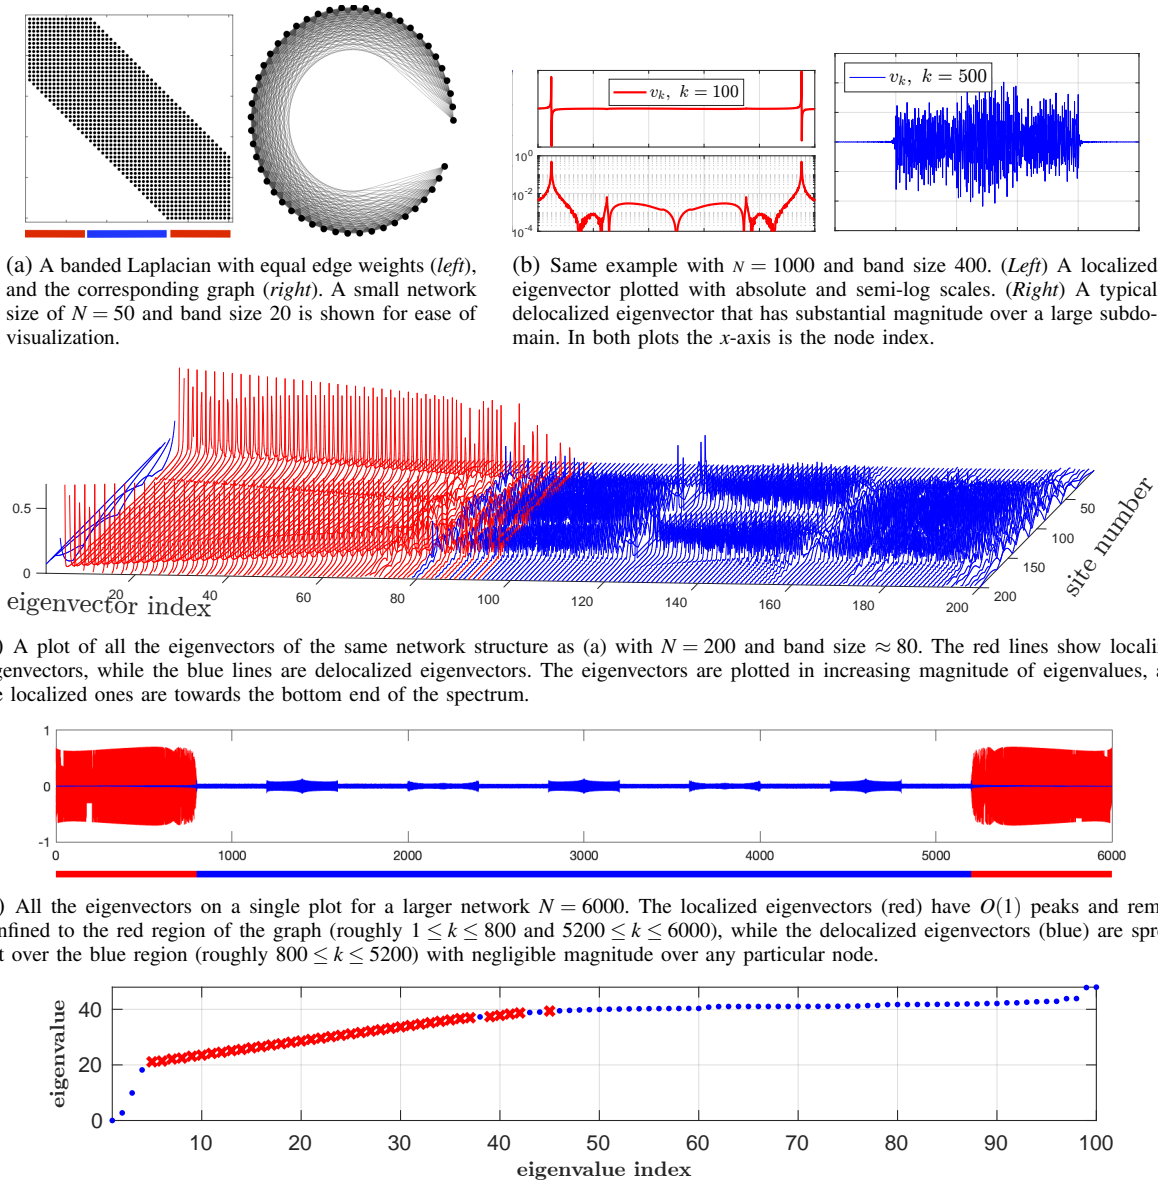 v_k, k = 100
10^0
10^-2
10^-4
v_k, k = 500
(a) A banded Laplacian with equal edge weights (left),
and the corresponding graph (right). A small network
size of N = 50 and band size 20 is shown for ease of
visualization.
(b) Same example with N = 1000 and band size 400. (Left) A localized
eigenvector plotted with absolute and semi-log scales. (Right) A typical
delocalized eigenvector that has substantial magnitude over a large subdo-
main. In both plots the x-axis is the node index.
0.5
0
20 40 60 80 100 120 140 160 180 200
eigenvector index
50 100 150 200
site number
) A plot of all the eigenvectors of the same network structure as (a) with N = 200 and band size ≈ 80. The red lines show locali
genvectors, while the blue lines are delocalized eigenvectors. The eigenvectors are plotted in increasing magnitude of eigenvalues, a
e localized ones are towards the bottom end of the spectrum.
1
0
-1
0 1000 2000 3000 4000 5000 6000
) All the eigenvectors on a single plot for a larger network N = 6000. The localized eigenvectors (red) have O(1) peaks and rem
nfined to the red region of the graph (roughly 1 ≤ k ≤ 800 and 5200 ≤ k ≤ 6000), while the delocalized eigenvectors (blue) are spre
t over the blue region (roughly 800 ≤ k ≤ 5200) with negligible magnitude over any particular node.
eigenvalue
40
20
0
10 20 30 40 50 60 70 80 90 100
eigenvalue index